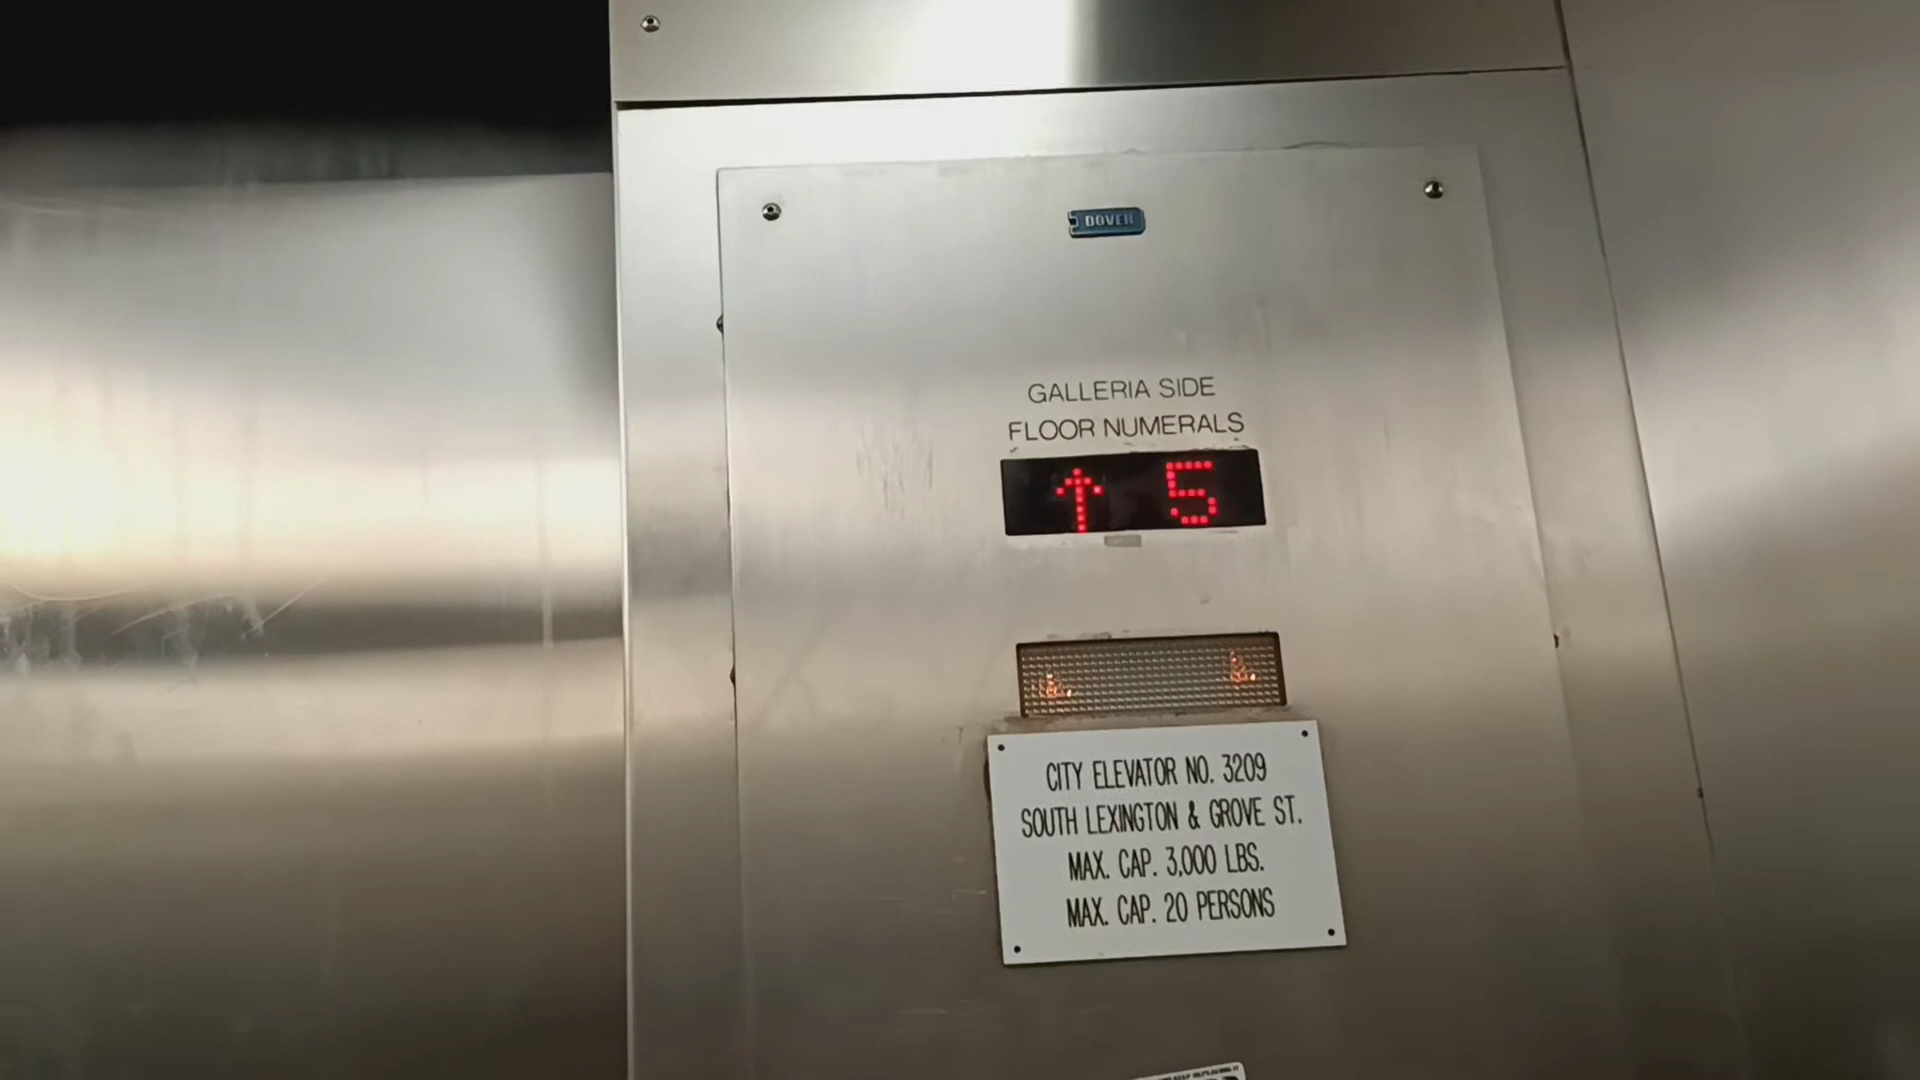 DOVER
GALLERIA SIDE
FLOOR NUMERALS
↑ 5
CITY ELEVATOR NO. 3209
SOUTH LEXINGTON & GROVE ST.
MAX. CAP. 3,000 LBS.
MAX. CAP. 20 PERSONS